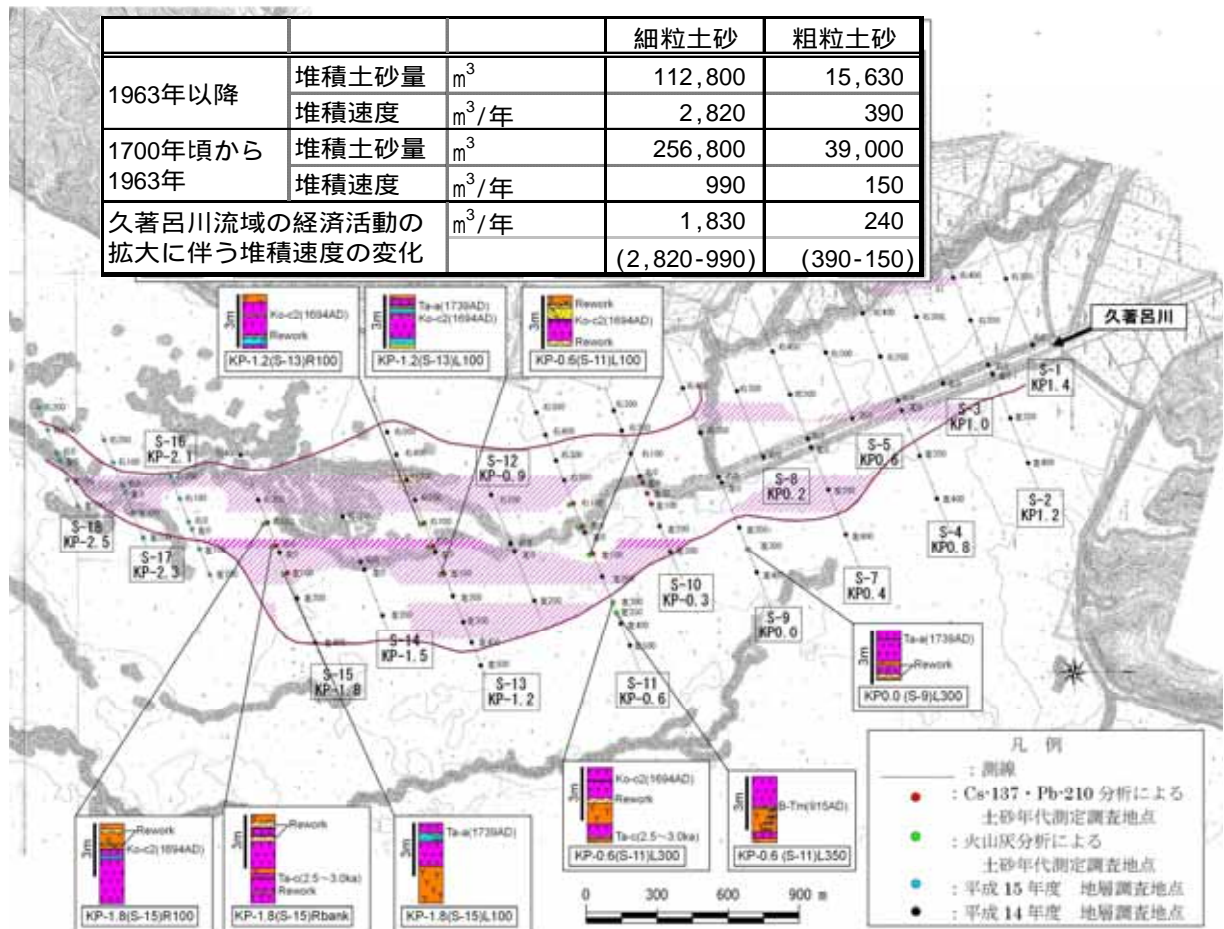 細粒土砂 粗粒土砂
1963年以降 堆積土砂量 m³ 112,800 15,630
堆積速度 m³/年 2,820 390
1700年頃から
1963年
堆積土砂量 m³ 256,800 39,000
堆積速度 m³/年 990 150
久著呂川流域の経済活動の
拡大に伴う堆積速度の変化
m³/年 1,830 240
(2,820-990) (390-150)
3m
Ko-c2(1694AD)
Rework
KP-1.2(S-13)R100
3m
Ta-a(1739AD)
Ko-c2(1694AD)
KP-1.2(S-13)L100
3m
Rework
Ko-c2(1694AD)
Rework
KP-0.6(S-11)L100
久著呂川
S-1
KP1.4
S-3
KP1.0
S-5
KP0.6
S-8
KP0.2
S-12
KP-0.9
S-16
KP-2.1
S-18
KP-2.5
S-17
KP-2.3
S-15
KP-1.8
S-14
KP-1.5
S-13
KP-1.2
S-11
KP-0.6
S-10
KP-0.3
S-9
KP0.0
S-7
KP0.4
S-4
KP0.8
S-2
KP1.2
3m
Ta-a(1739AD)
Rework
KP0.0 (S-9)L300
3m
Rework
Ko-c2(1694AD)
KP-1.8(S-15)R100
3m
Rework
Ta-c(2.5～3.0ka)
Rework
KP-1.8(S-15)Rbank
3m
Ta-a(1739AD)
KP-1.8(S-15)L100
3m
Ko-c2(1694AD)
Rework
Ta-c(2.5～3.0ka)
KP-0.6(S-11)L300
3m
B-Tm(915AD)
KP-0.6 (S-11)L350
0 300 600 900 m
凡 例
：測線
：Cs-137・Pb-210 分析による
土砂年代測定調査地点
：火山灰分析による
土砂年代測定調査地点
：平成 15 年度 地層調査地点
：平成 14 年度 地層調査地点